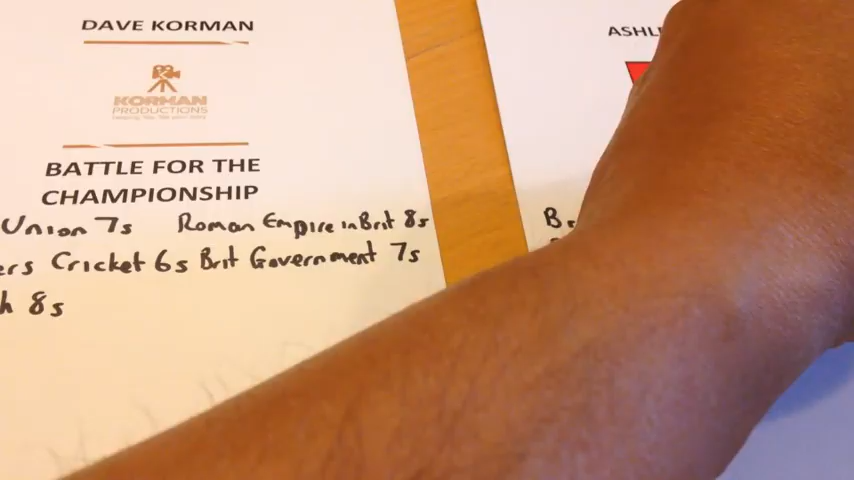 DAVE KORMAN
KORMAN
PRODUCTIONS
BATTLE FOR THE
CHAMPIONSHIP
Union 7s Roman Empire in Brit 8s
ers Cricket 6s Brit Government 7s
h 8s
ASHL